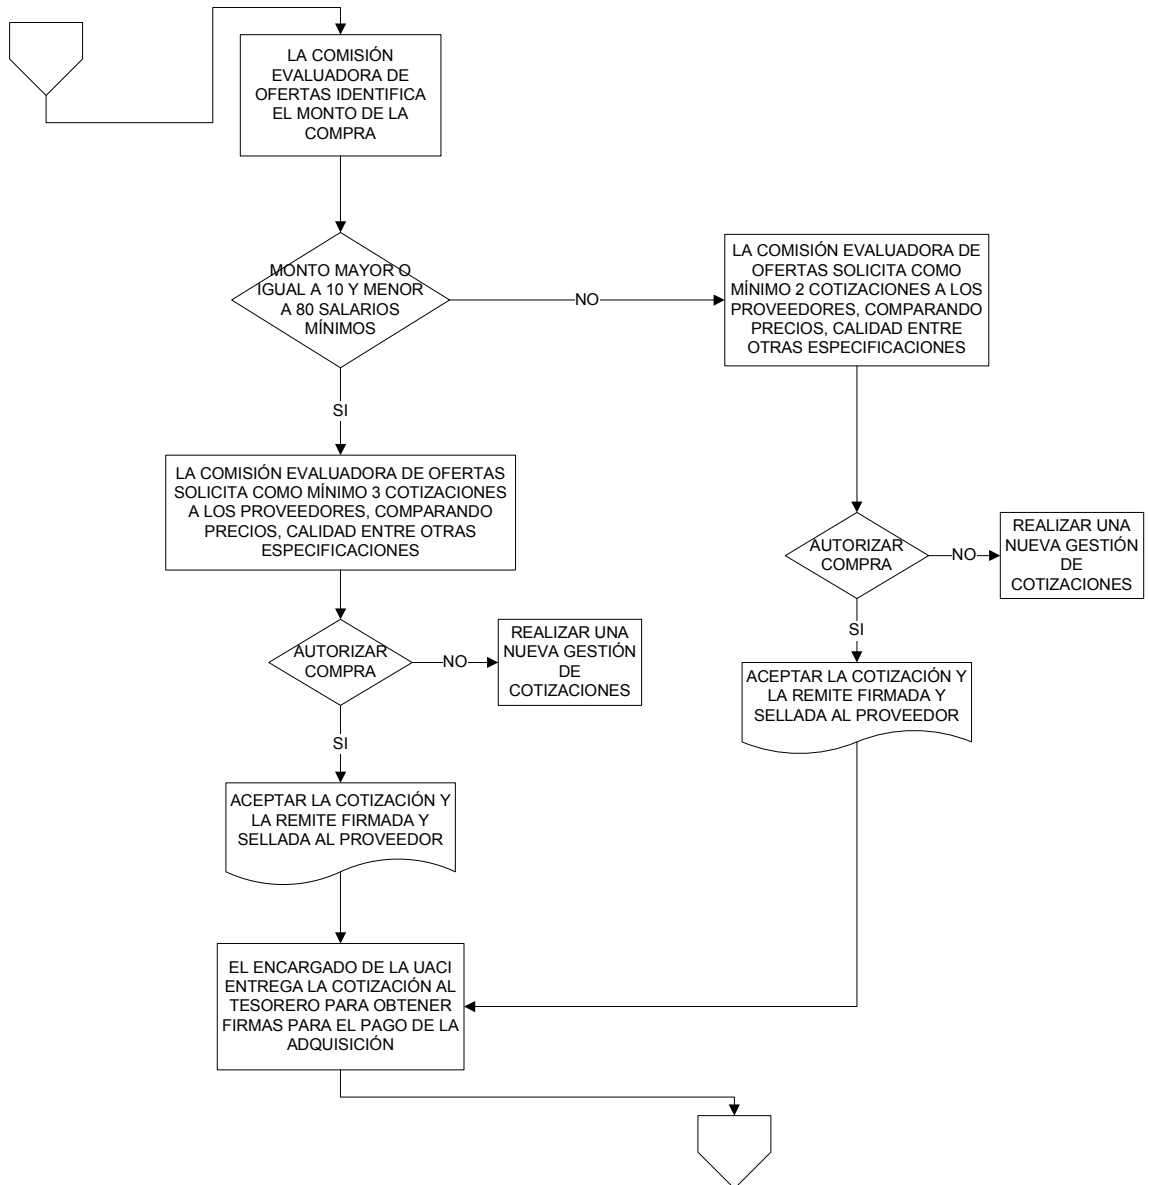 LA COMISIÓN
EVALUADORA DE
OFERTAS IDENTIFICA
EL MONTO DE LA
COMPRA
MONTO MAYOR O
IGUAL A 10 Y MENOR
A 80 SALARIOS
MÍNIMOS
NO
LA COMISIÓN EVALUADORA DE
OFERTAS SOLICITA COMO
MÍNIMO 2 COTIZACIONES A LOS
PROVEEDORES, COMPARANDO
PRECIOS, CALIDAD ENTRE
OTRAS ESPECIFICACIONES
SI
LA COMISIÓN EVALUADORA DE OFERTAS
SOLICITA COMO MÍNIMO 3 COTIZACIONES
A LOS PROVEEDORES, COMPARANDO
PRECIOS, CALIDAD ENTRE OTRAS
ESPECIFICACIONES
AUTORIZAR
COMPRA
NO
REALIZAR UNA
NUEVA GESTIÓN
DE
COTIZACIONES
SI
ACEPTAR LA COTIZACIÓN Y
LA REMITE FIRMADA Y
SELLADA AL PROVEEDOR
AUTORIZAR
COMPRA
NO
REALIZAR UNA
NUEVA GESTIÓN
DE
COTIZACIONES
SI
ACEPTAR LA COTIZACIÓN Y
LA REMITE FIRMADA Y
SELLADA AL PROVEEDOR
EL ENCARGADO DE LA UACI
ENTREGA LA COTIZACIÓN AL
TESORERO PARA OBTENER
FIRMAS PARA EL PAGO DE LA
ADQUISICIÓN